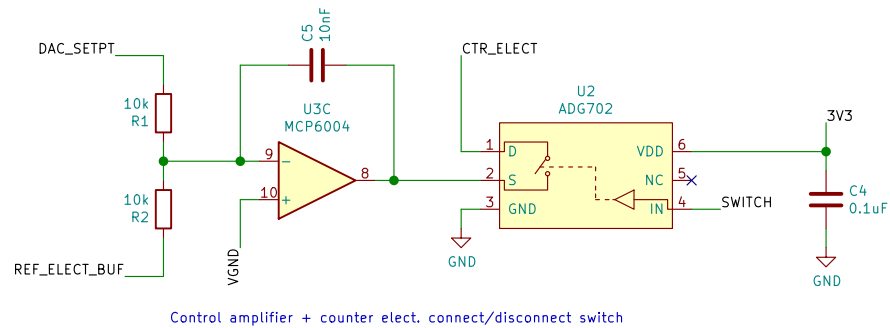 C5
10nF
DAC_SETPT
CTR_ELECT
10k
R1
U3C
MCP6004
U2
ADG702
3V3
9
−
8
10
+
1
D
VDD
6
2
S
NC
5
3
GND
IN
4
SWITCH
C4
0.1uF
10k
R2
REF_ELECT_BUF
VGND
GND
GND
Control amplifier + counter elect. connect/disconnect switch